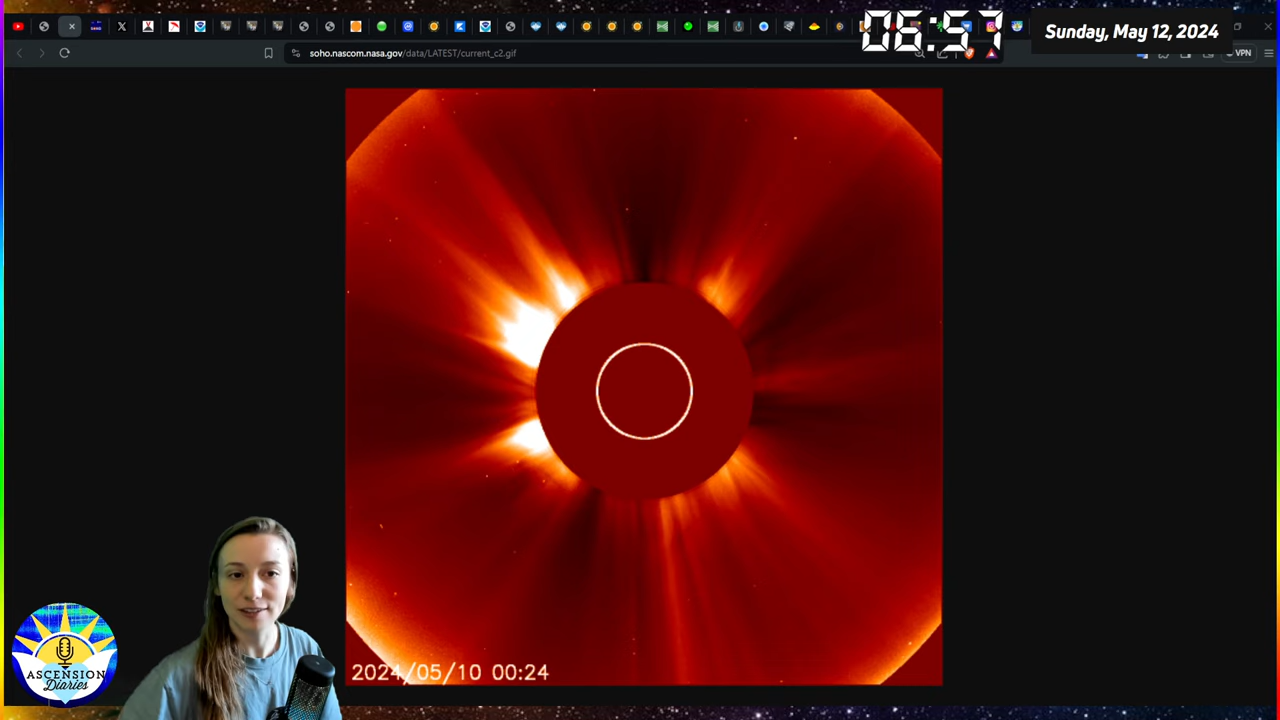 06:57
Sunday, May 12, 2024
soho.nascom.nasa.gov/data/LATEST/current_c2.gif
VPN
2024/05/10 00:24
ASCENSION
Diaries